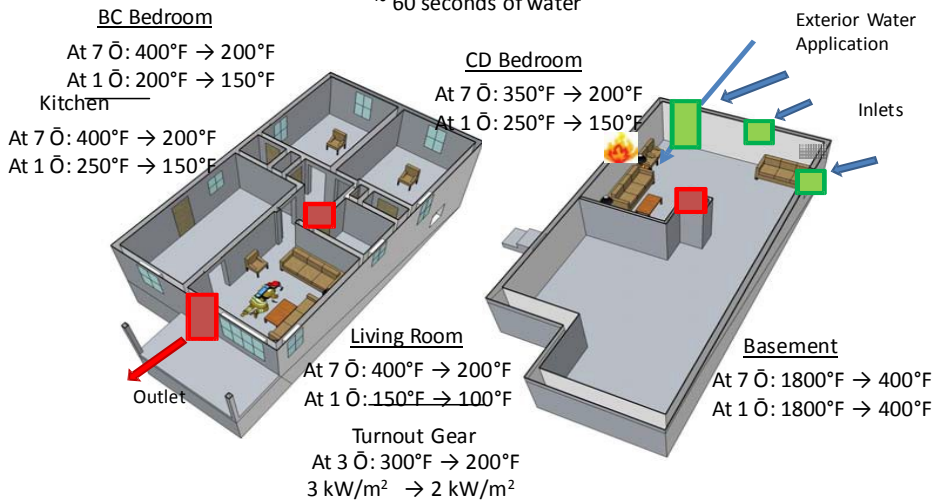 ~ 60 seconds of water
BC Bedroom
At 7 Ō: 400°F → 200°F
At 1 Ō: 200°F → 150°F
Kitchen
At 7 Ō: 400°F → 200°F
At 1 Ō: 250°F → 150°F
CD Bedroom
At 7 Ō: 350°F → 200°F
At 1 Ō: 250°F → 150°F
Exterior Water
Application
Inlets
Outlet
Living Room
At 7 Ō: 400°F → 200°F
At 1 Ō: 150°F → 100°F
Turnout Gear
At 3 Ō: 300°F → 200°F
3 kW/m² → 2 kW/m²
Basement
At 7 Ō: 1800°F → 400°F
At 1 Ō: 1800°F → 400°F